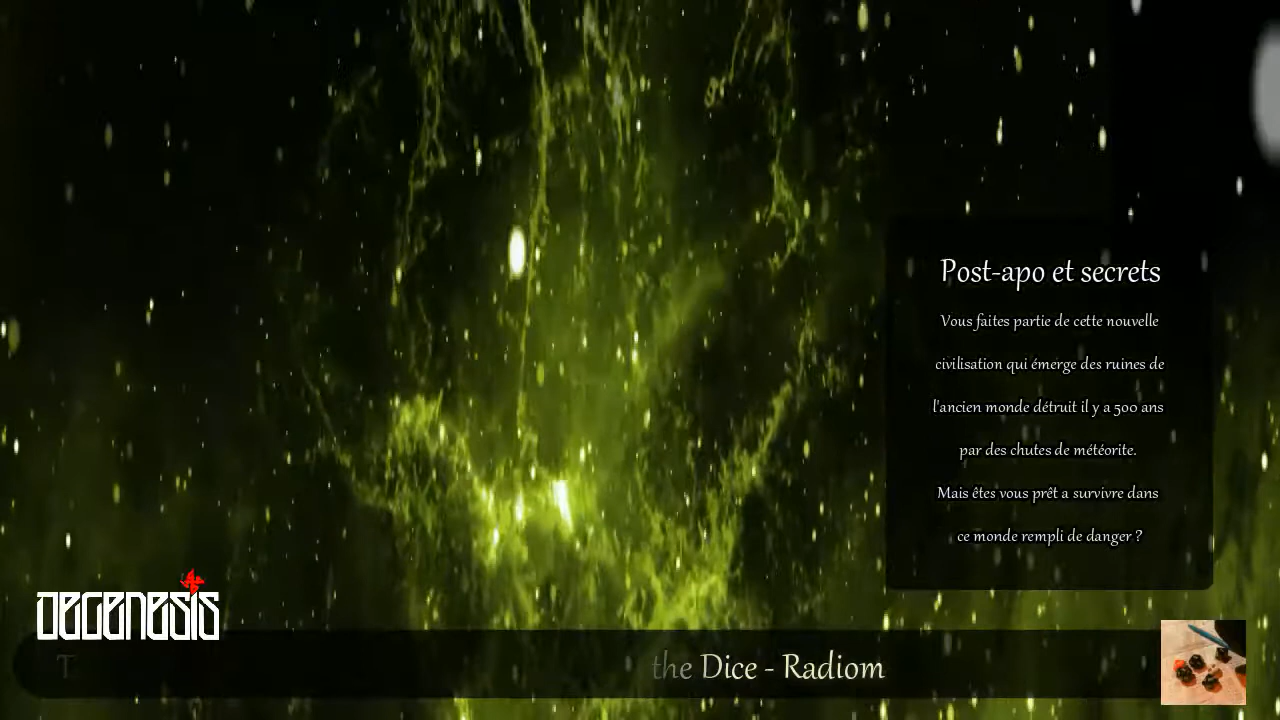 Post-apo et secrets
Vous faites partie de cette nouvelle
civilisation qui émerge des ruines de
l'ancien monde détruit il y a 500 ans
par des chutes de météorite.
Mais êtes vous prêt a survivre dans
ce monde rempli de danger ?
DEGENESIS
T
the Dice - Radiom